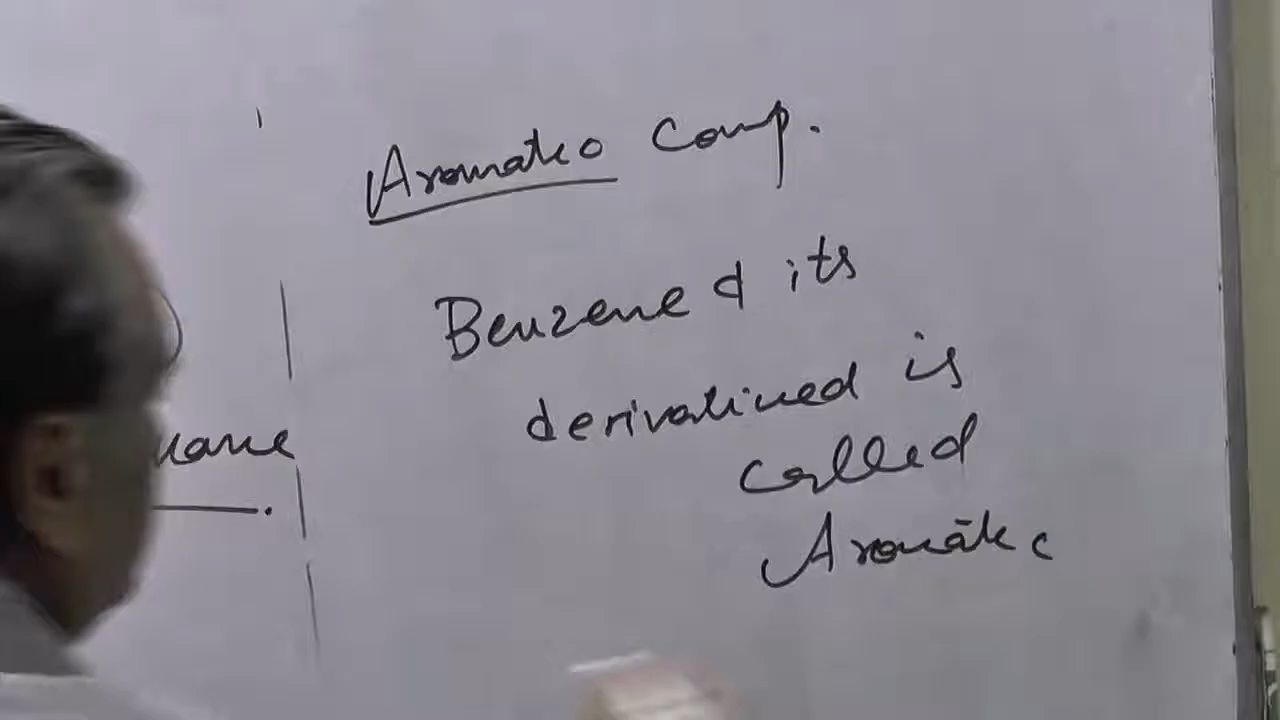 Aromatic Comp.
Benzene & its
derivatived is
called
Aromatic